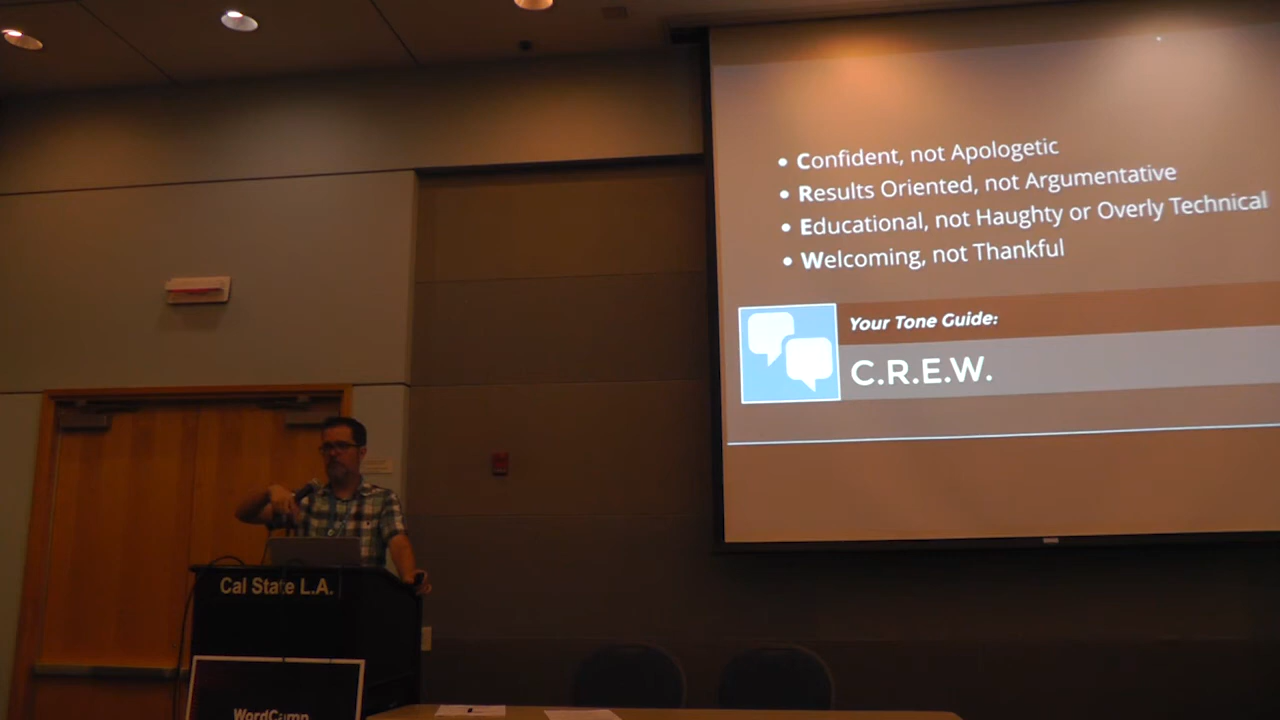 • Confident, not Apologetic
• Results Oriented, not Argumentative
• Educational, not Haughty or Overly Technical
• Welcoming, not Thankful
Your Tone Guide:
C.R.E.W.
Cal State L.A.
WordCamp